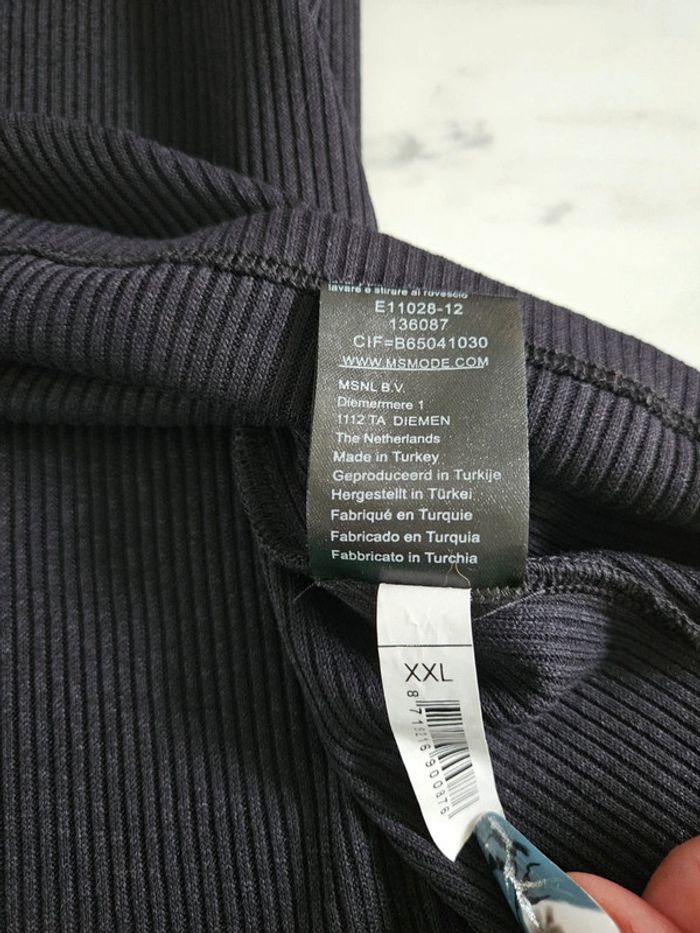 lavare e stirare al rovescio
E11028-12
136087
CIF=B65041030
WWW.MSMODE.COM
MSNL B.V.
Diemermere 1
1112 TA DIEMEN
The Netherlands
Made in Turkey
Geproduceerd in Turkije
Hergestellt in Türkei
Fabriqué en Turquie
Fabricado en Turquia
Fabbricato in Turchia
XXL